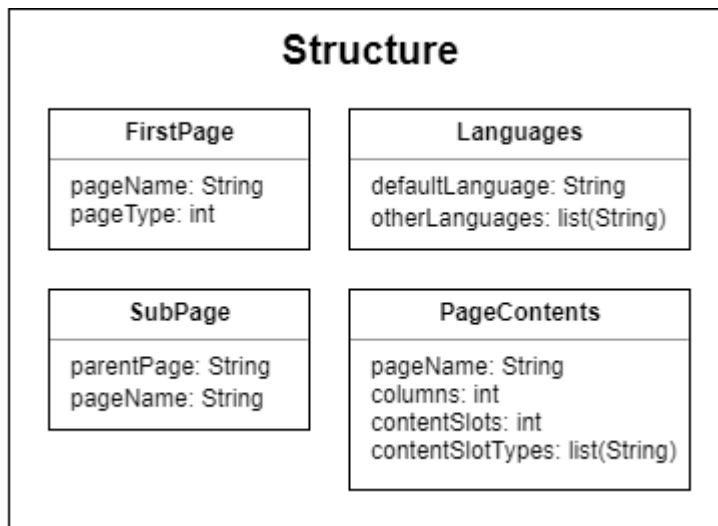 Structure
FirstPage
pageName: String
pageType: int
Languages
defaultLanguage: String
otherLanguages: list(String)
SubPage
parentPage: String
pageName: String
PageContents
pageName: String
columns: int
contentSlots: int
contentSlotTypes: list(String)